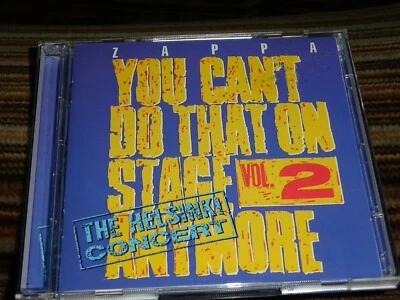 ZAPPA
YOU CAN'T
DO THAT ON
STAGE VOL. 2
THE HELSINKI
CONCERT
ANYMORE